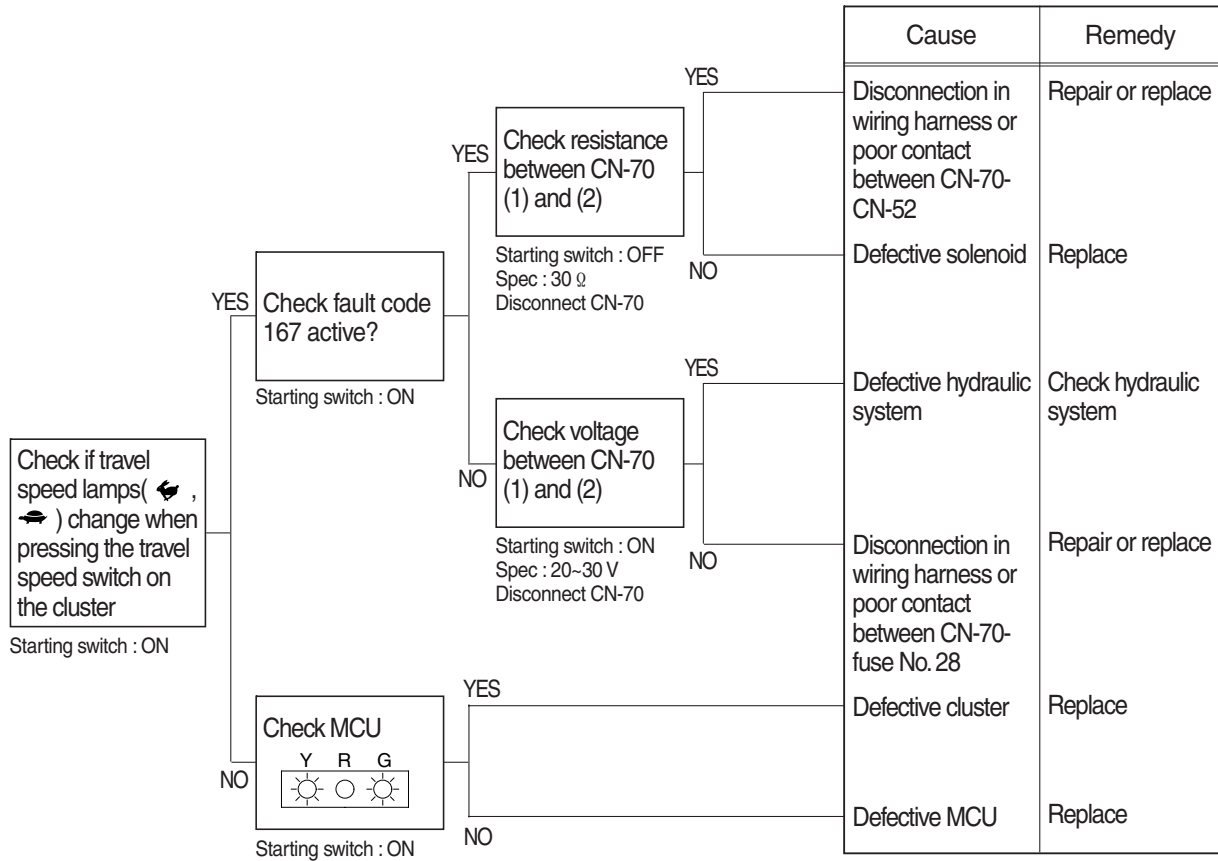 Cause
Remedy
YES
Disconnection in
wiring harness or
poor contact
between CN-70-
CN-52
Repair or replace
YES
Check resistance
between CN-70
(1) and (2)
Starting switch : OFF
Spec : 30 Ω
Disconnect CN-70
NO
Defective solenoid
Replace
YES
Check fault code
167 active?
Starting switch : ON
YES
Defective hydraulic
system
Check hydraulic
system
NO
Check voltage
between CN-70
(1) and (2)
Starting switch : ON
Spec : 20~30 V
Disconnect CN-70
NO
Disconnection in
wiring harness or
poor contact
between CN-70-
fuse No. 28
Repair or replace
Check if travel
speed lamps( ,
) change when
pressing the travel
speed switch on
the cluster
Starting switch : ON
NO
Check MCU
Y R G
Starting switch : ON
YES
Defective cluster
Replace
NO
Defective MCU
Replace